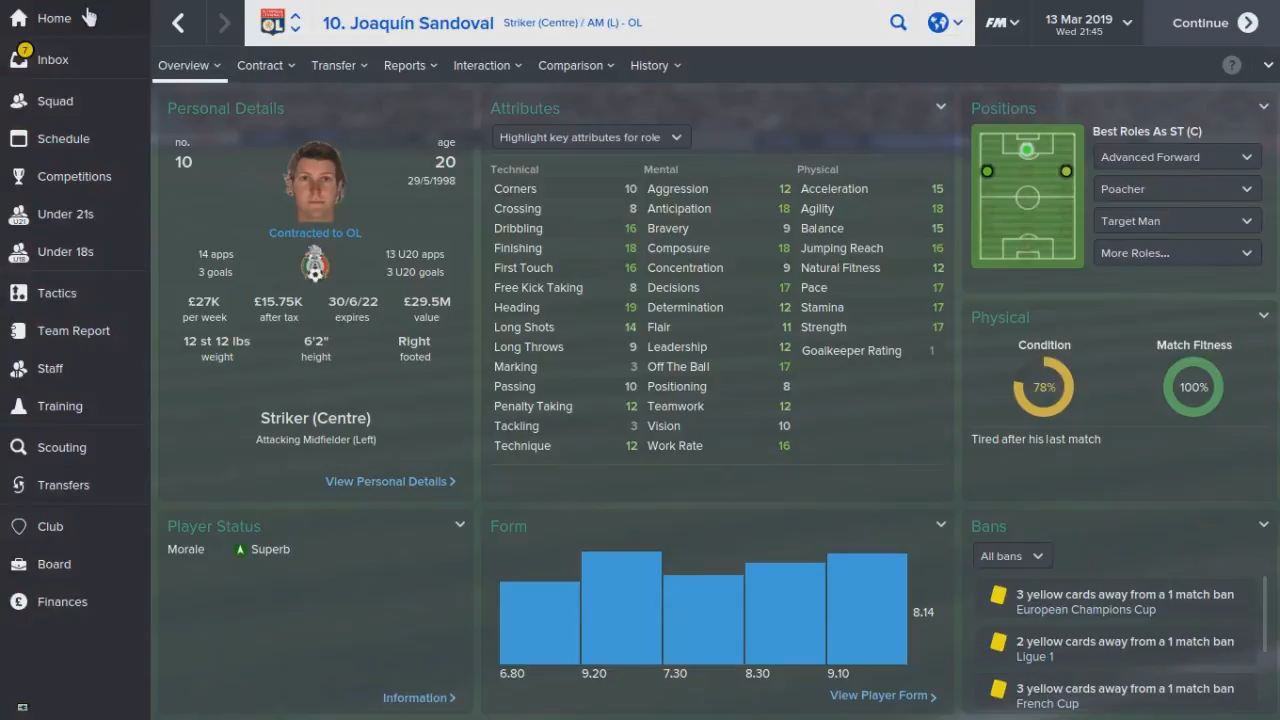 Home
7
Inbox
Squad
Schedule
Competitions
U21
Under 21s
U18
Under 18s
Tactics
Team Report
Staff
Training
Scouting
Transfers
Club
Board
£ Finances
OL
10. Joaquín Sandoval
Striker (Centre) / AM (L) - OL
FM
13 Mar 2019
Wed 21:45
Continue
Overview Contract Transfer Reports Interaction Comparison History
?
Personal Details
no.
10
age
20
29/5/1998
Contracted to OL
14 apps
3 goals
13 U20 apps
3 U20 goals
£27K
per week
£15.75K
after tax
30/6/22
expires
£29.5M
value
12 st 12 lbs
weight
6'2"
height
Right
footed
Striker (Centre)
Attacking Midfielder (Left)
View Personal Details >
Attributes
Highlight key attributes for role
Technical Mental Physical
Corners 10 Aggression 12 Acceleration 15
Crossing 8 Anticipation 18 Agility 18
Dribbling 16 Bravery 9 Balance 15
Finishing 18 Composure 18 Jumping Reach 16
First Touch 16 Concentration 9 Natural Fitness 12
Free Kick Taking 8 Decisions 17 Pace 17
Heading 19 Determination 12 Stamina 17
Long Shots 14 Flair 11 Strength 17
Long Throws 9 Leadership 12 Goalkeeper Rating 1
Marking 3 Off The Ball 17
Passing 10 Positioning 8
Penalty Taking 12 Teamwork 12
Tackling 3 Vision 10
Technique 12 Work Rate 16
Positions
Best Roles As ST (C)
Advanced Forward
Poacher
Target Man
More Roles...
Physical
Condition Match Fitness
78% 100%
Tired after his last match
Player Status
Morale Superb
Information >
Form
8.14
6.80 9.20 7.30 8.30 9.10
View Player Form >
Bans
All bans
3 yellow cards away from a 1 match ban
European Champions Cup
2 yellow cards away from a 1 match ban
Ligue 1
3 yellow cards away from a 1 match ban
French Cup